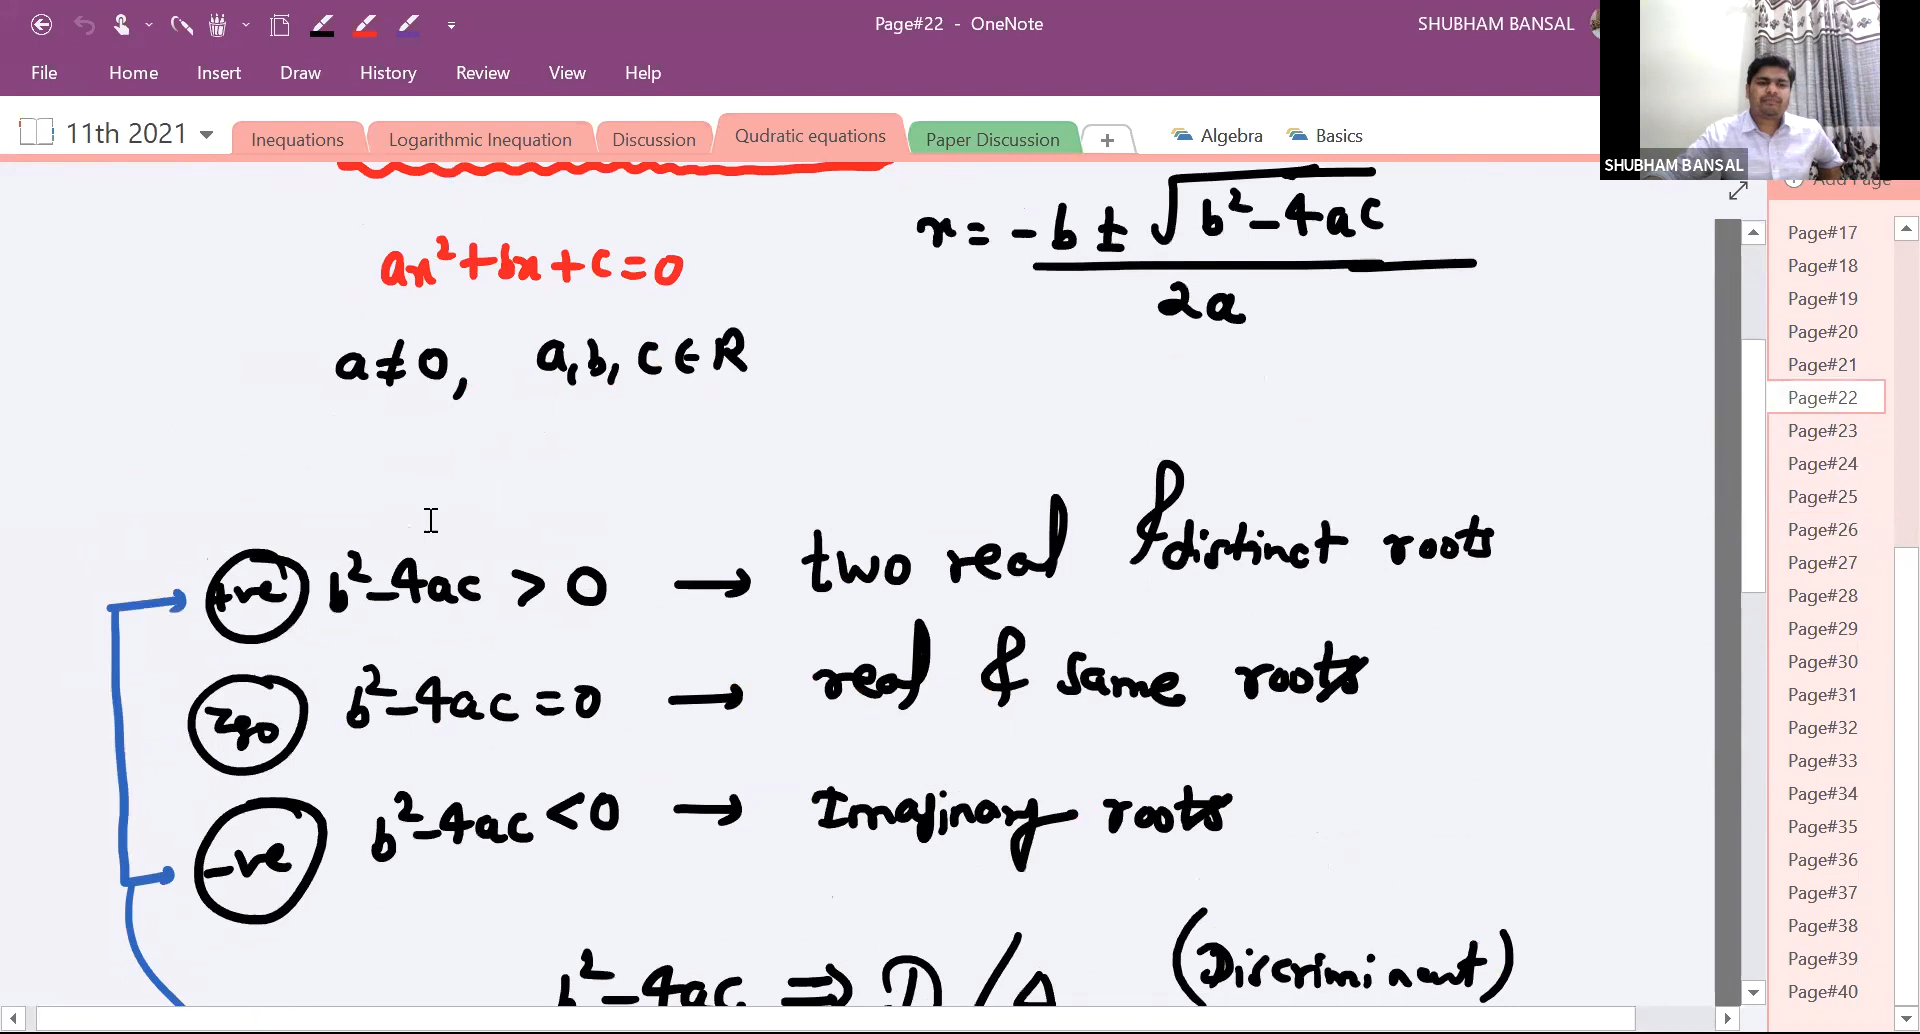 Page#22 - OneNote
SHUBHAM BANSAL
File Home Insert Draw History Review View Help
11th 2021
Inequations
Logarithmic Inequation
Discussion
Qudratic equations
Paper Discussion
+
Algebra
Basics
SHUBHAM BANSAL
Add Page
x = -b ± √b²-4ac
2a
ax²+bx+c=0
a≠0, a,b, c∈R
+ve b²-4ac > 0 → two real & distinct roots
zero b²-4ac = 0 → real & same roots
-ve b²-4ac < 0 → Imajinary roots
b²-4ac ⇒ D / Δ (Discriminant)
Page#17
Page#18
Page#19
Page#20
Page#21
Page#22
Page#23
Page#24
Page#25
Page#26
Page#27
Page#28
Page#29
Page#30
Page#31
Page#32
Page#33
Page#34
Page#35
Page#36
Page#37
Page#38
Page#39
Page#40